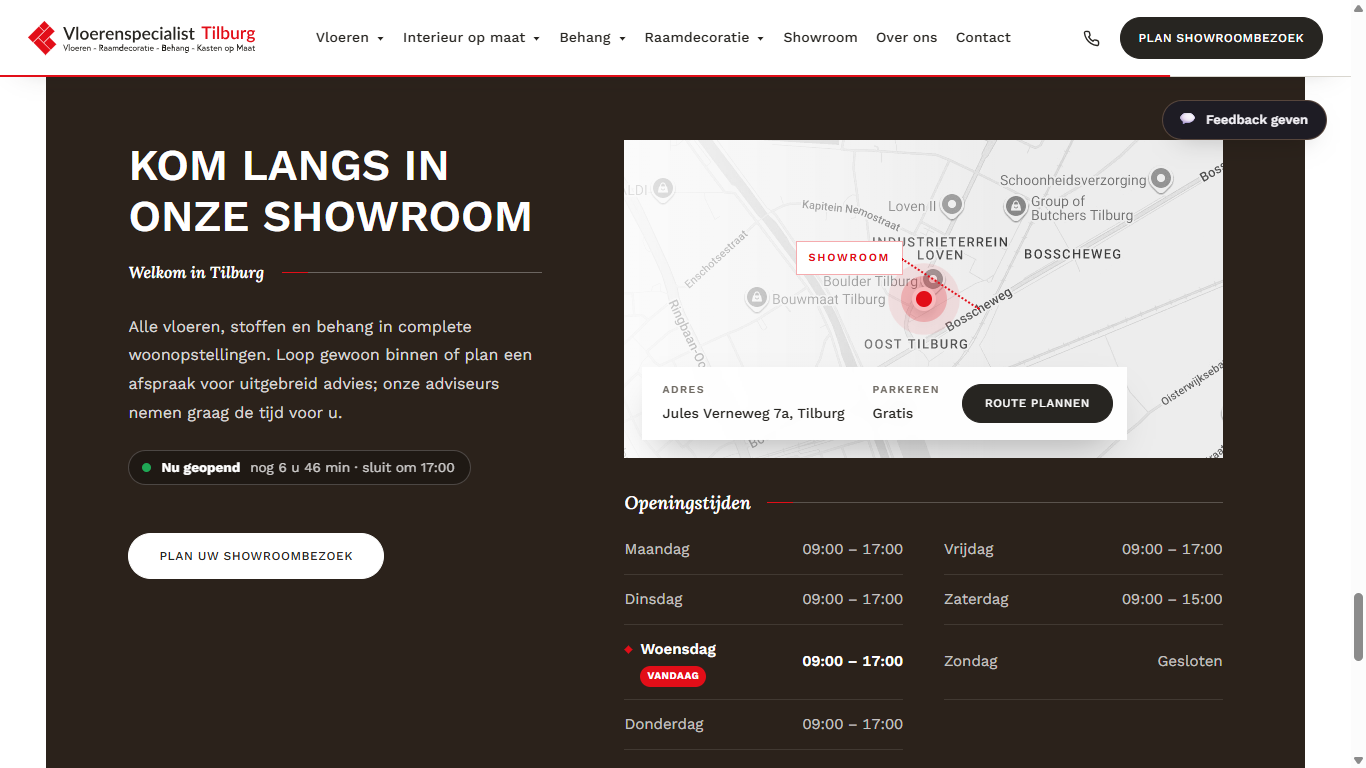 Vloerenspecialist Tilburg
Vloeren - Raamdecoratie - Behang - Kasten op Maat
Vloeren
Interieur op maat
Behang
Raamdecoratie
Showroom
Over ons
Contact
PLAN SHOWROOMBEZOEK
Feedback geven
KOM LANGS IN
ONZE SHOWROOM
Welkom in Tilburg
Alle vloeren, stoffen en behang in complete
woonopstellingen. Loop gewoon binnen of plan een
afspraak voor uitgebreid advies; onze adviseurs
nemen graag de tijd voor u.
Nu geopend nog 6 u 46 min · sluit om 17:00
PLAN UW SHOWROOMBEZOEK
Schoonheidsverzorging
Loven II
Group of
Butchers Tilburg
Kapitein Nemostraat
Enschotsestraat
INDUSTRIETERREIN
LOVEN
BOSSCHEWEG
SHOWROOM
Boulder Tilburg
Bouwmaat Tilburg
Bosscheweg
OOST TILBURG
ADRES
Jules Verneweg 7a, Tilburg
PARKEREN
Gratis
ROUTE PLANNEN
Openingstijden
Maandag 09:00 – 17:00
Dinsdag 09:00 – 17:00
Woensdag 09:00 – 17:00
VANDAAG
Donderdag 09:00 – 17:00
Vrijdag 09:00 – 17:00
Zaterdag 09:00 – 15:00
Zondag Gesloten